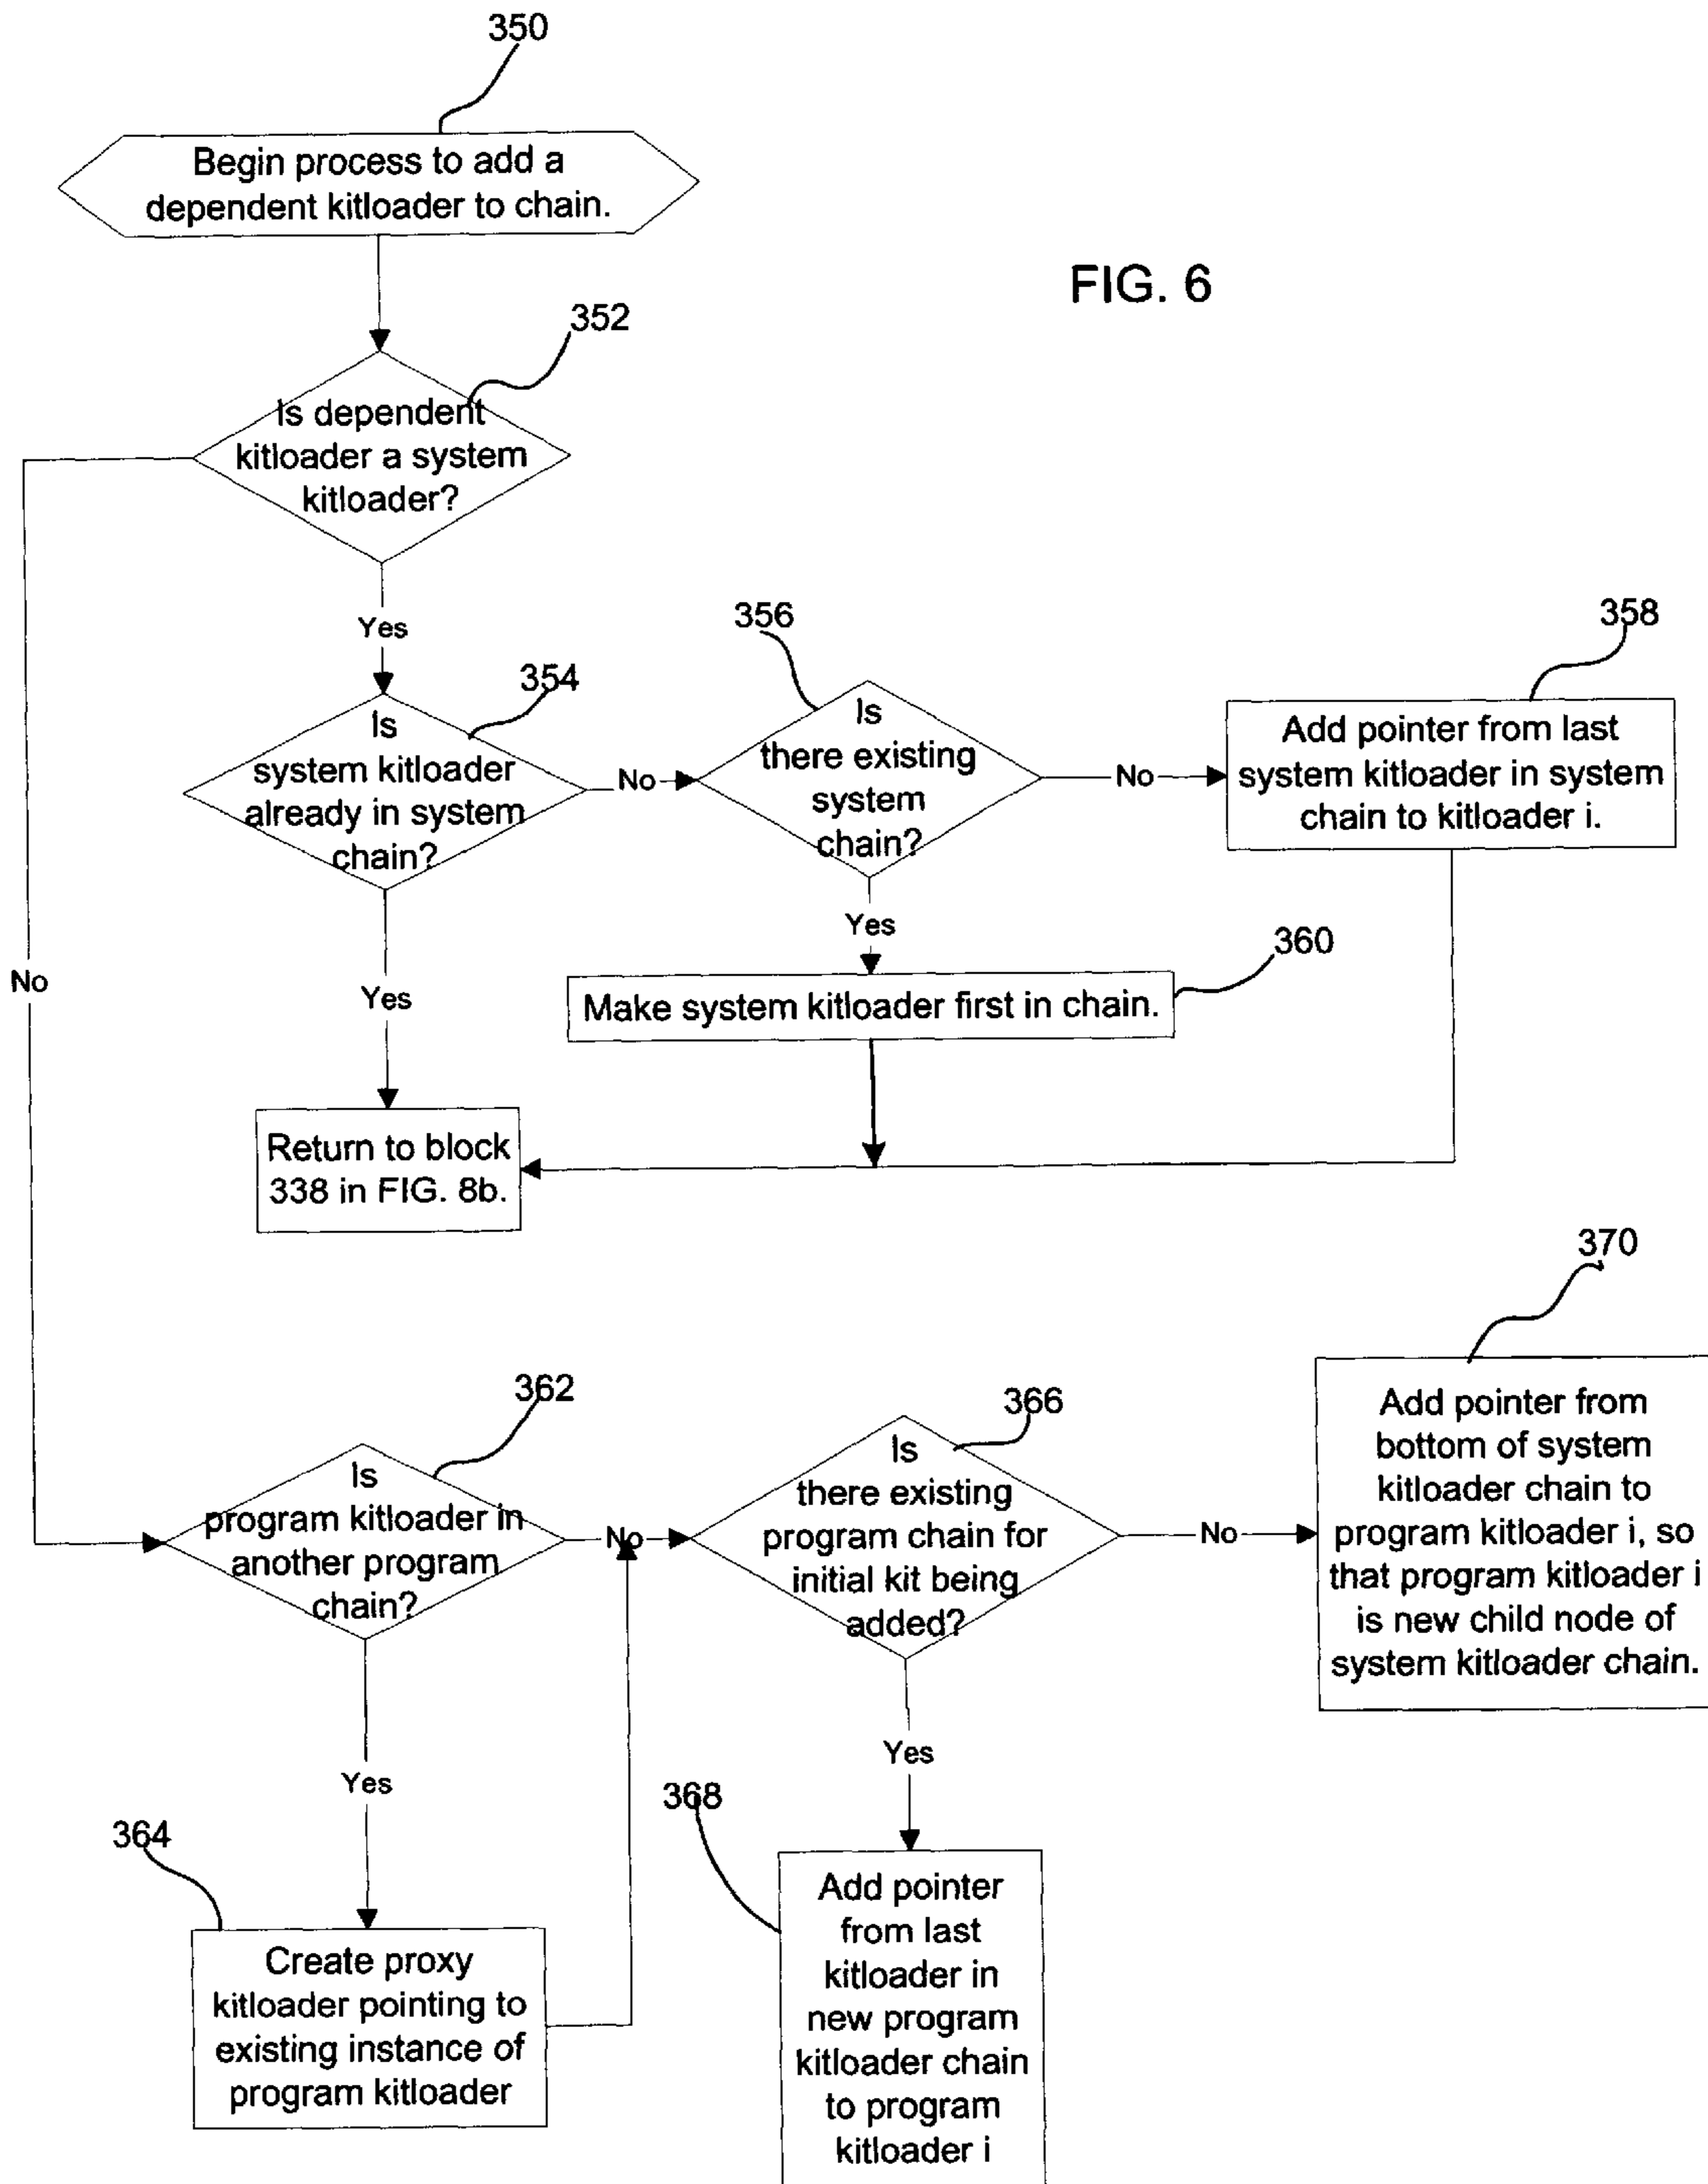 350
Begin process to add a
dependent kitloader to chain.
FIG. 6
352
Is dependent
kitloader a system
kitloader?
Yes
354
Is
system kitloader
already in system
chain?
No
356
Is
there existing
system
chain?
No
358
Add pointer from last
system kitloader in system
chain to kitloader i.
Yes
360
Make system kitloader first in chain.
No
Yes
Return to block
338 in FIG. 8b.
362
Is
program kitloader in
another program
chain?
No
366
Is
there existing
program chain for
initial kit being
added?
No
370
Add pointer from
bottom of system
kitloader chain to
program kitloader i, so
that program kitloader i
is new child node of
system kitloader chain.
Yes
364
Create proxy
kitloader pointing to
existing instance of
program kitloader
Yes
368
Add pointer
from last
kitloader in
new program
kitloader chain
to program
kitloader i